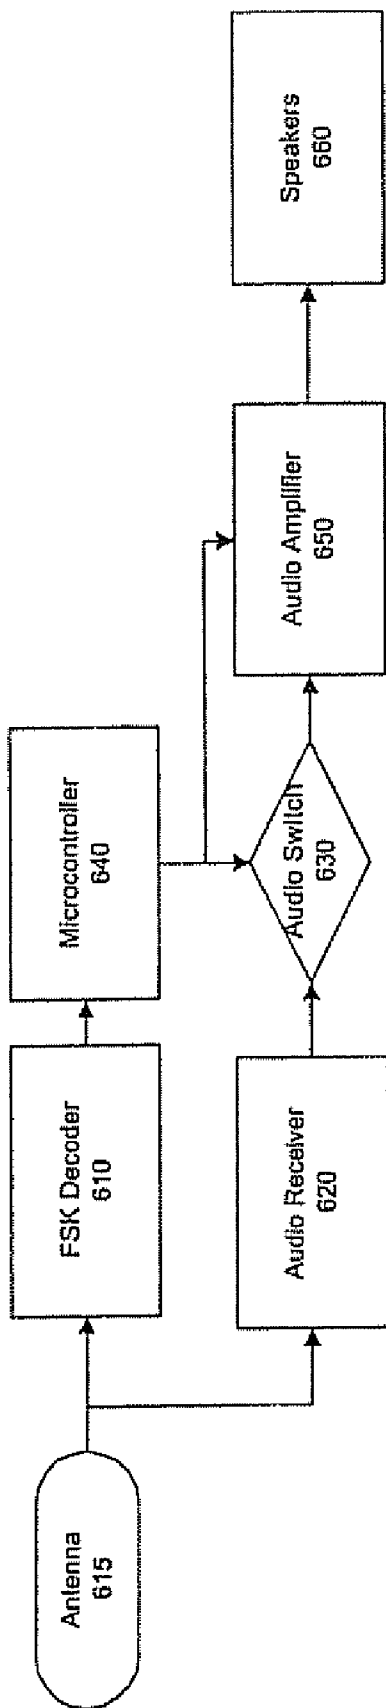 Antenna
615
FSK Decoder
610
Microcontroller
640
Audio Receiver
620
Audio Switch
630
Audio Amplifier
650
Speakers
660